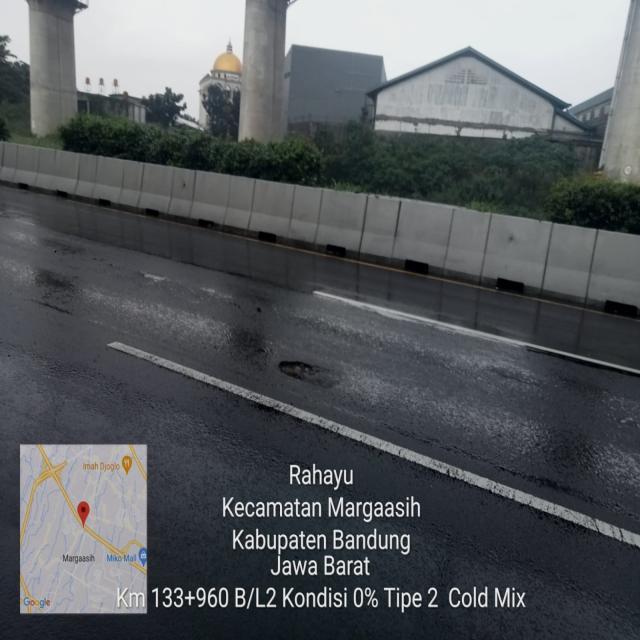 Rahayu
Kecamatan Margaasih
Kabupaten Bandung
Jawa Barat
Km 133+960 B/L2 Kondisi 0% Tipe 2  Cold Mix
Imah Djoglo
Margaasih
Miko Mall
Google